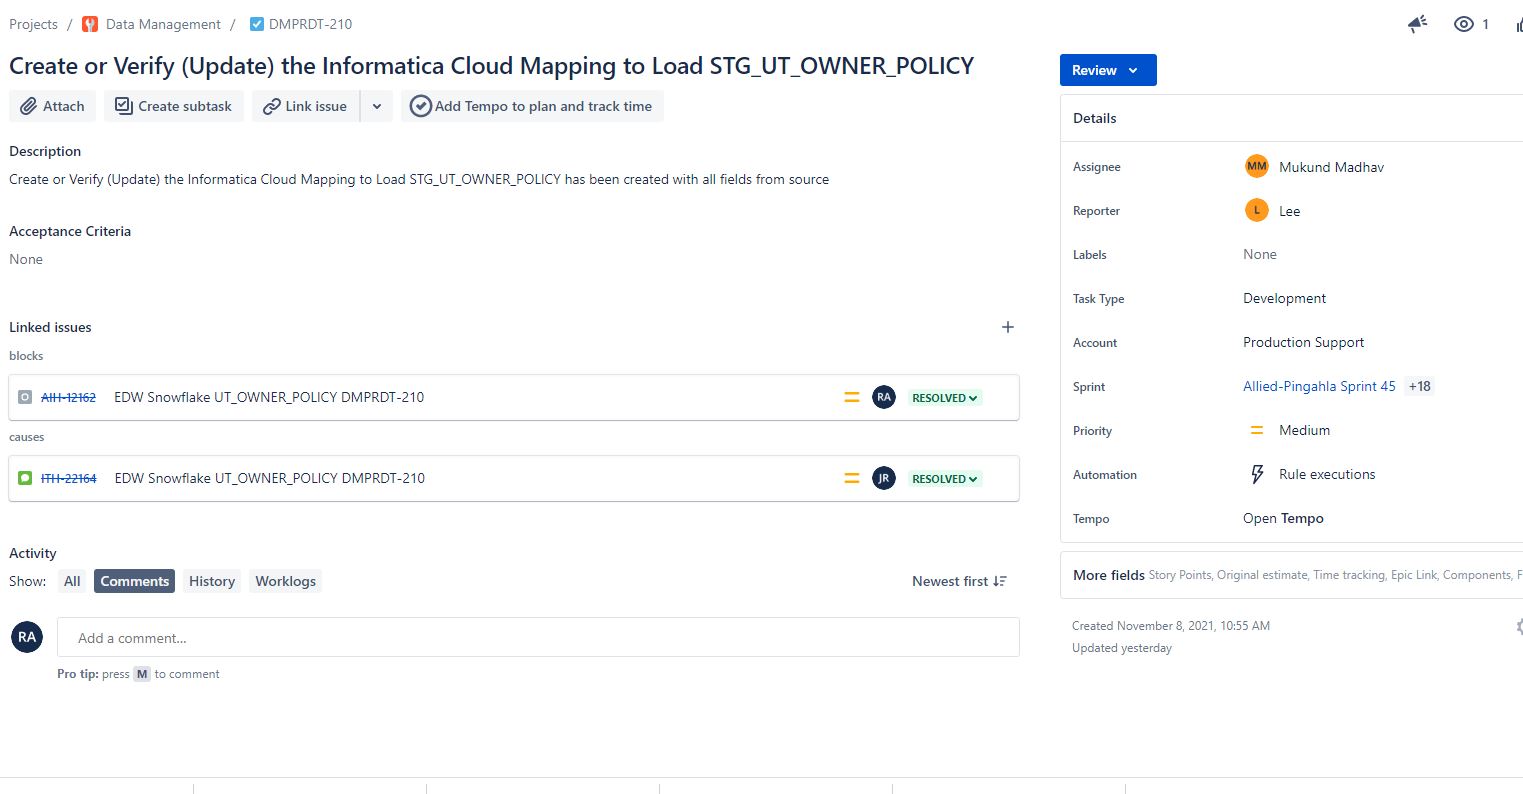 Projects / Data Management / DMPRDT-210
1
Create or Verify (Update) the Informatica Cloud Mapping to Load STG_UT_OWNER_POLICY
Attach Create subtask Link issue Add Tempo to plan and track time
Description
Create or Verify (Update) the Informatica Cloud Mapping to Load STG_UT_OWNER_POLICY has been created with all fields from source
Acceptance Criteria
None
Linked issues
blocks
AIH-12162 EDW Snowflake UT_OWNER_POLICY DMPRDT-210 RA RESOLVED
causes
ITH-22164 EDW Snowflake UT_OWNER_POLICY DMPRDT-210 JR RESOLVED
Activity
Show: All Comments History Worklogs Newest first
RA Add a comment...
Pro tip: press M to comment
Review
Details
Assignee MM Mukund Madhav
Reporter L Lee
Labels None
Task Type Development
Account Production Support
Sprint Allied-Pingahla Sprint 45 +18
Priority Medium
Automation Rule executions
Tempo Open Tempo
More fields Story Points, Original estimate, Time tracking, Epic Link, Components, F
Created November 8, 2021, 10:55 AM
Updated yesterday